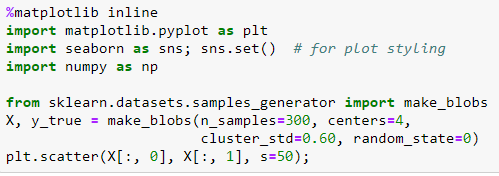 %matplotlib inline
import matplotlib.pyplot as plt
import seaborn as sns; sns.set()  # for plot styling
import numpy as np

from sklearn.datasets.samples_generator import make_blobs
X, y_true = make_blobs(n_samples=300, centers=4,
                       cluster_std=0.60, random_state=0)
plt.scatter(X[:, 0], X[:, 1], s=50);